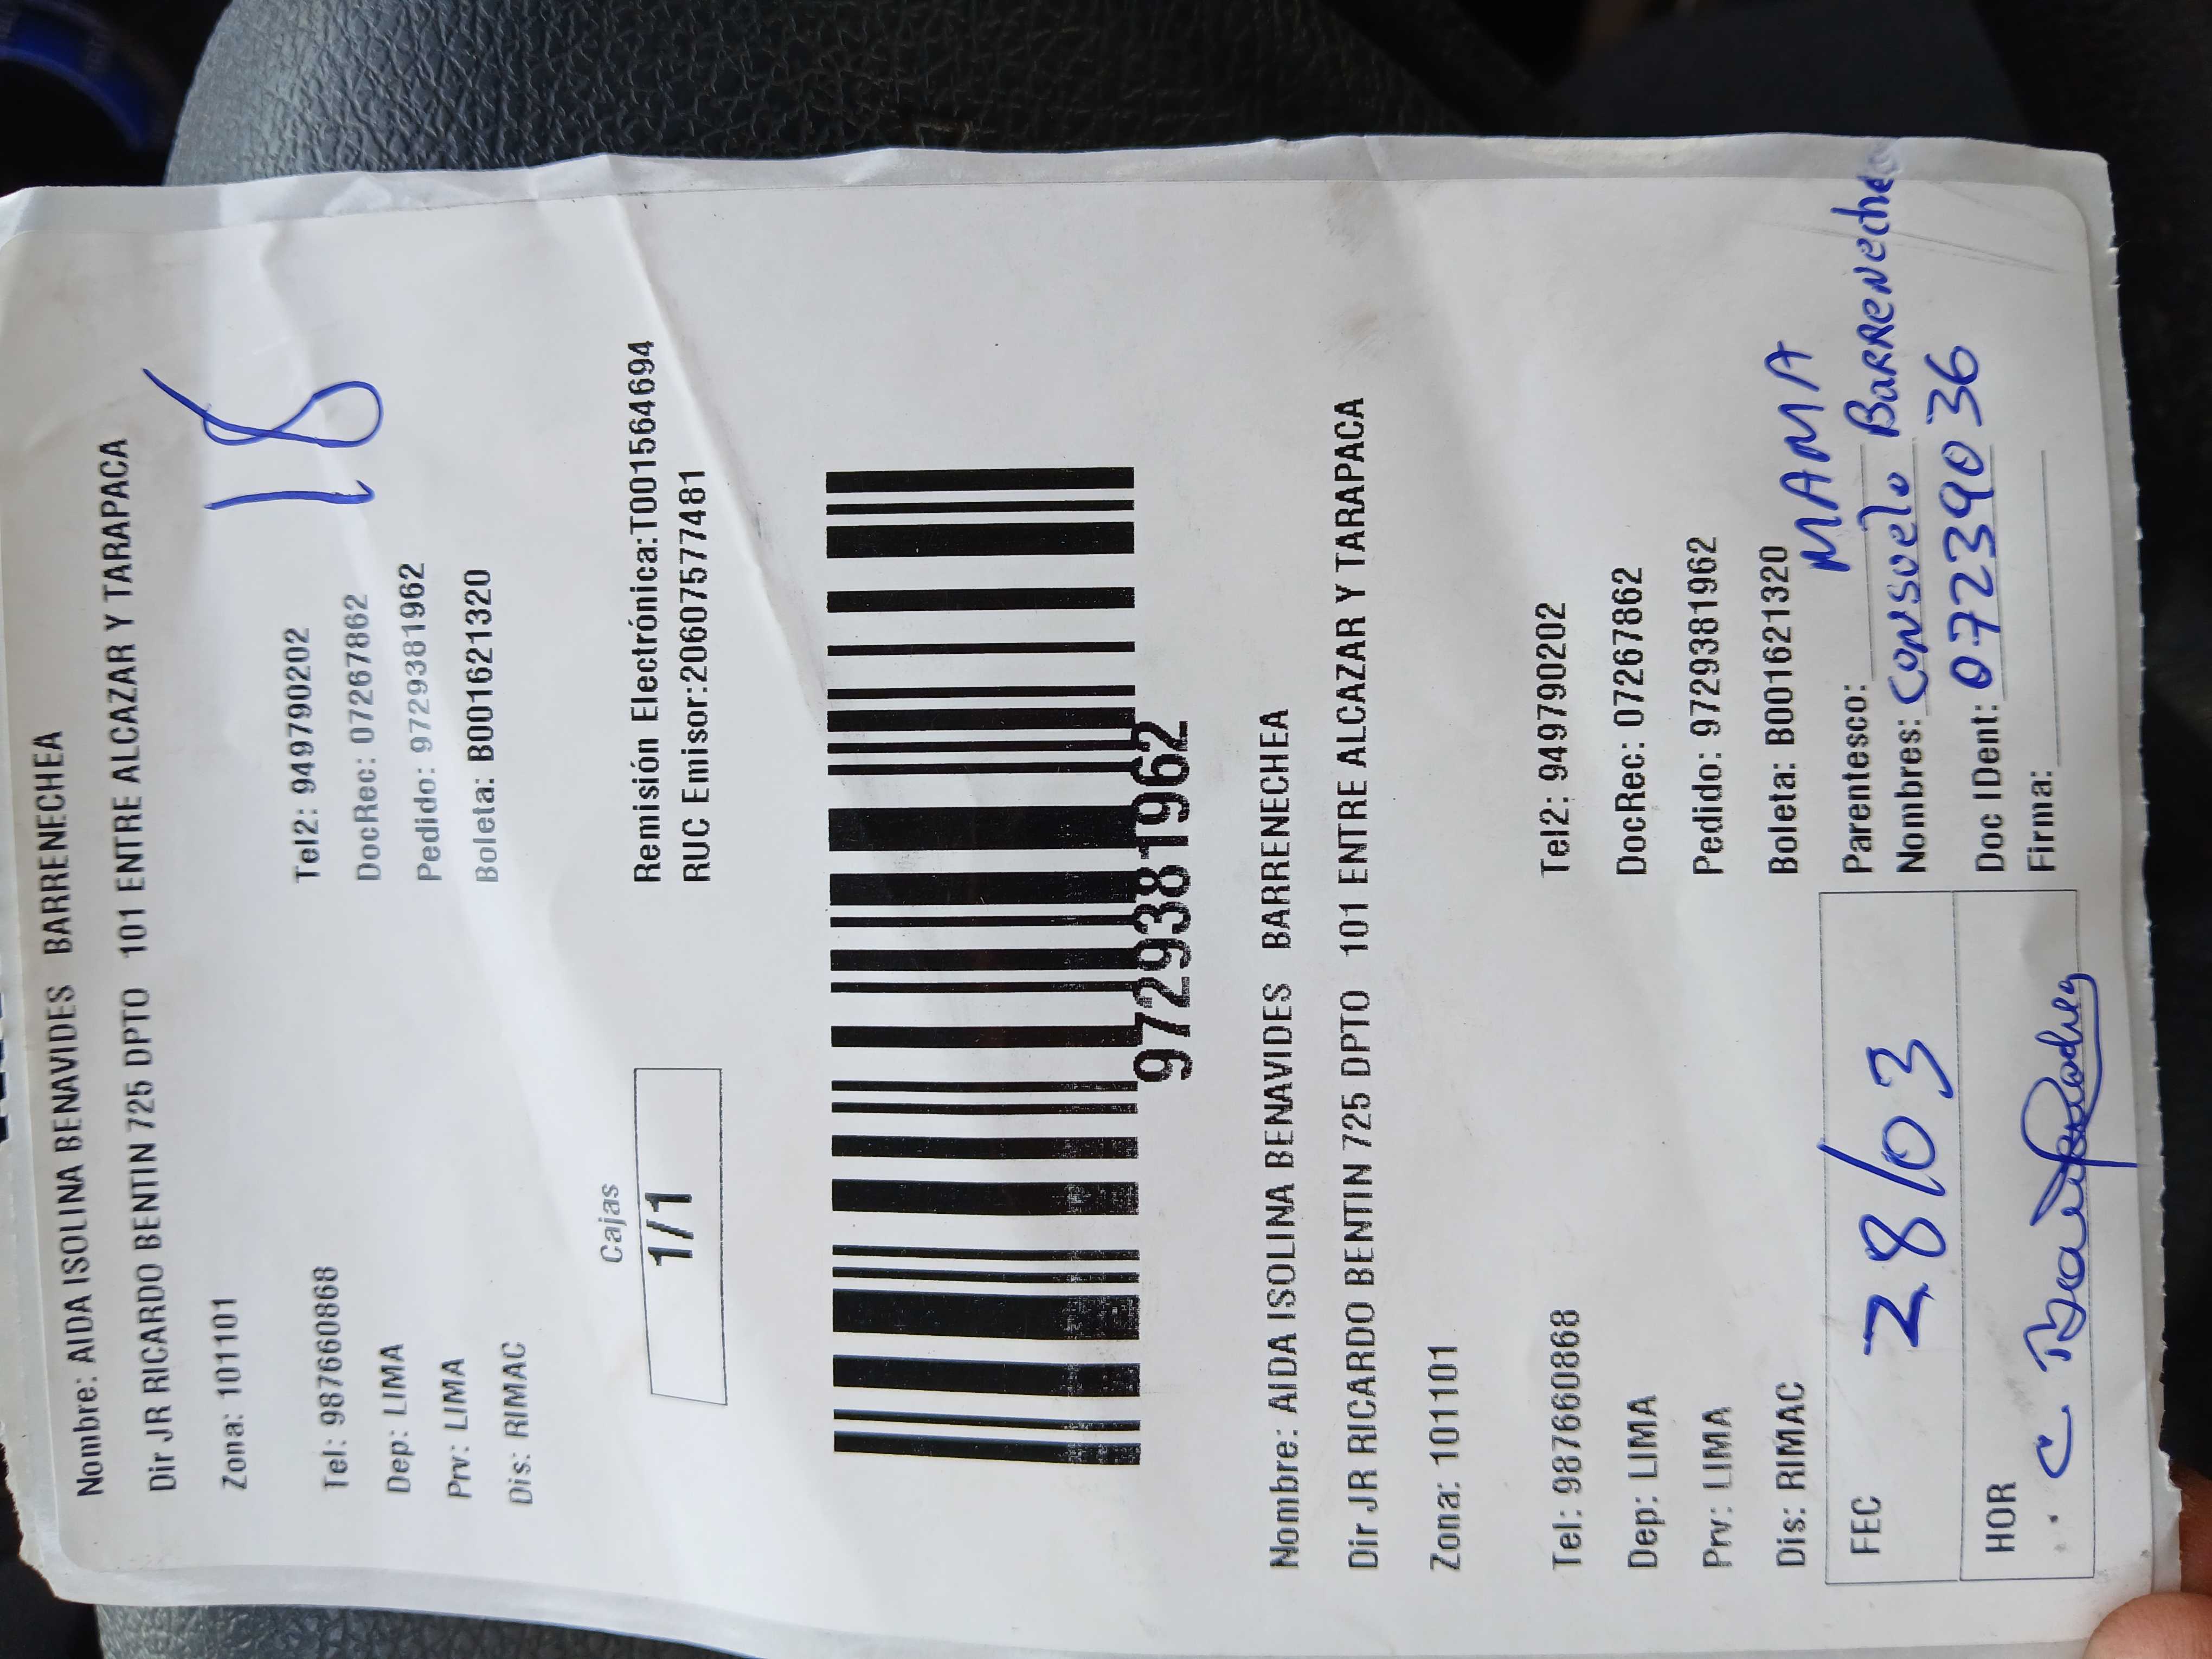 Nombre: AIDA ISOLINA BENAVIDES BARRENECHEA
Dir JR RICARDO BENTIN 725 DPTO 101 ENTRE ALCAZAR Y TARAPACA
18
Zona: 101101
Tel: 987660868 Tel2: 949790202
Dep: LIMA DocRec: 07267862
Prv: LIMA Pedido: 9729381962
Dis: RIMAC Boleta: B001621320
Cajas
1/1
Remisión Electrónica:T001564694
RUC Emisor:20607577481
9729381962
Nombre: AIDA ISOLINA BENAVIDES BARRENECHEA
Dir JR RICARDO BENTIN 725 DPTO 101 ENTRE ALCAZAR Y TARAPACA
Zona: 101101
Tel: 987660868 Tel2: 949790202
Dep: LIMA DocRec: 07267862
Prv: LIMA Pedido: 9729381962
Dis: RIMAC Boleta: B001621320
FEC 28/03
Parentesco: MAMA
Nombres: Consuelo Barrenechea
HOR
Doc IDent: 07239036
Firma: